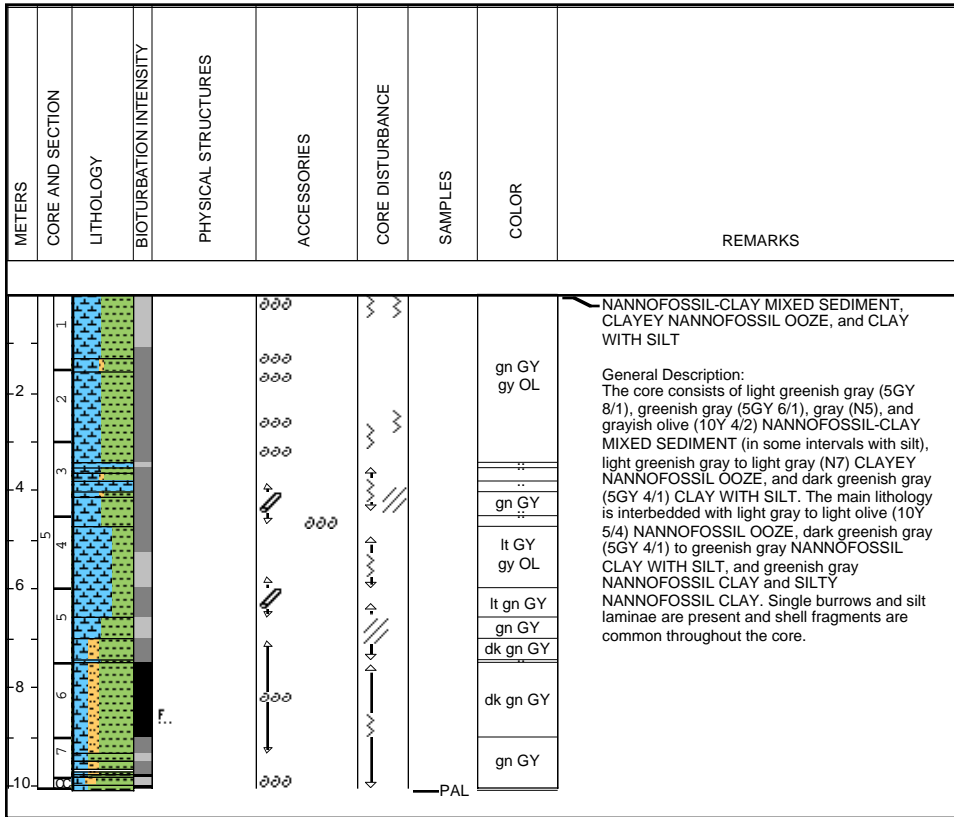 METERS
CORE AND SECTION
LITHOLOGY
BIOTURBATION INTENSITY
PHYSICAL STRUCTURES
ACCESSORIES
CORE DISTURBANCE
SAMPLES
COLOR
REMARKS
2
4
6
8
10
5
1
2
3
4
5
6
7
CC
F..
PAL
gn GY
gy OL
gn GY
lt GY
gy OL
lt gn GY
gn GY
dk gn GY
dk gn GY
gn GY
NANNOFOSSIL-CLAY MIXED SEDIMENT,
CLAYEY NANNOFOSSIL OOZE, and CLAY
WITH SILT
General Description:
The core consists of light greenish gray (5GY
8/1), greenish gray (5GY 6/1), gray (N5), and
grayish olive (10Y 4/2) NANNOFOSSIL-CLAY
MIXED SEDIMENT (in some intervals with silt),
light greenish gray to light gray (N7) CLAYEY
NANNOFOSSIL OOZE, and dark greenish gray
(5GY 4/1) CLAY WITH SILT. The main lithology
is interbedded with light gray to light olive (10Y
5/4) NANNOFOSSIL OOZE, dark greenish gray
(5GY 4/1) to greenish gray NANNOFOSSIL
CLAY WITH SILT, and greenish gray
NANNOFOSSIL CLAY and SILTY
NANNOFOSSIL CLAY. Single burrows and silt
laminae are present and shell fragments are
common throughout the core.